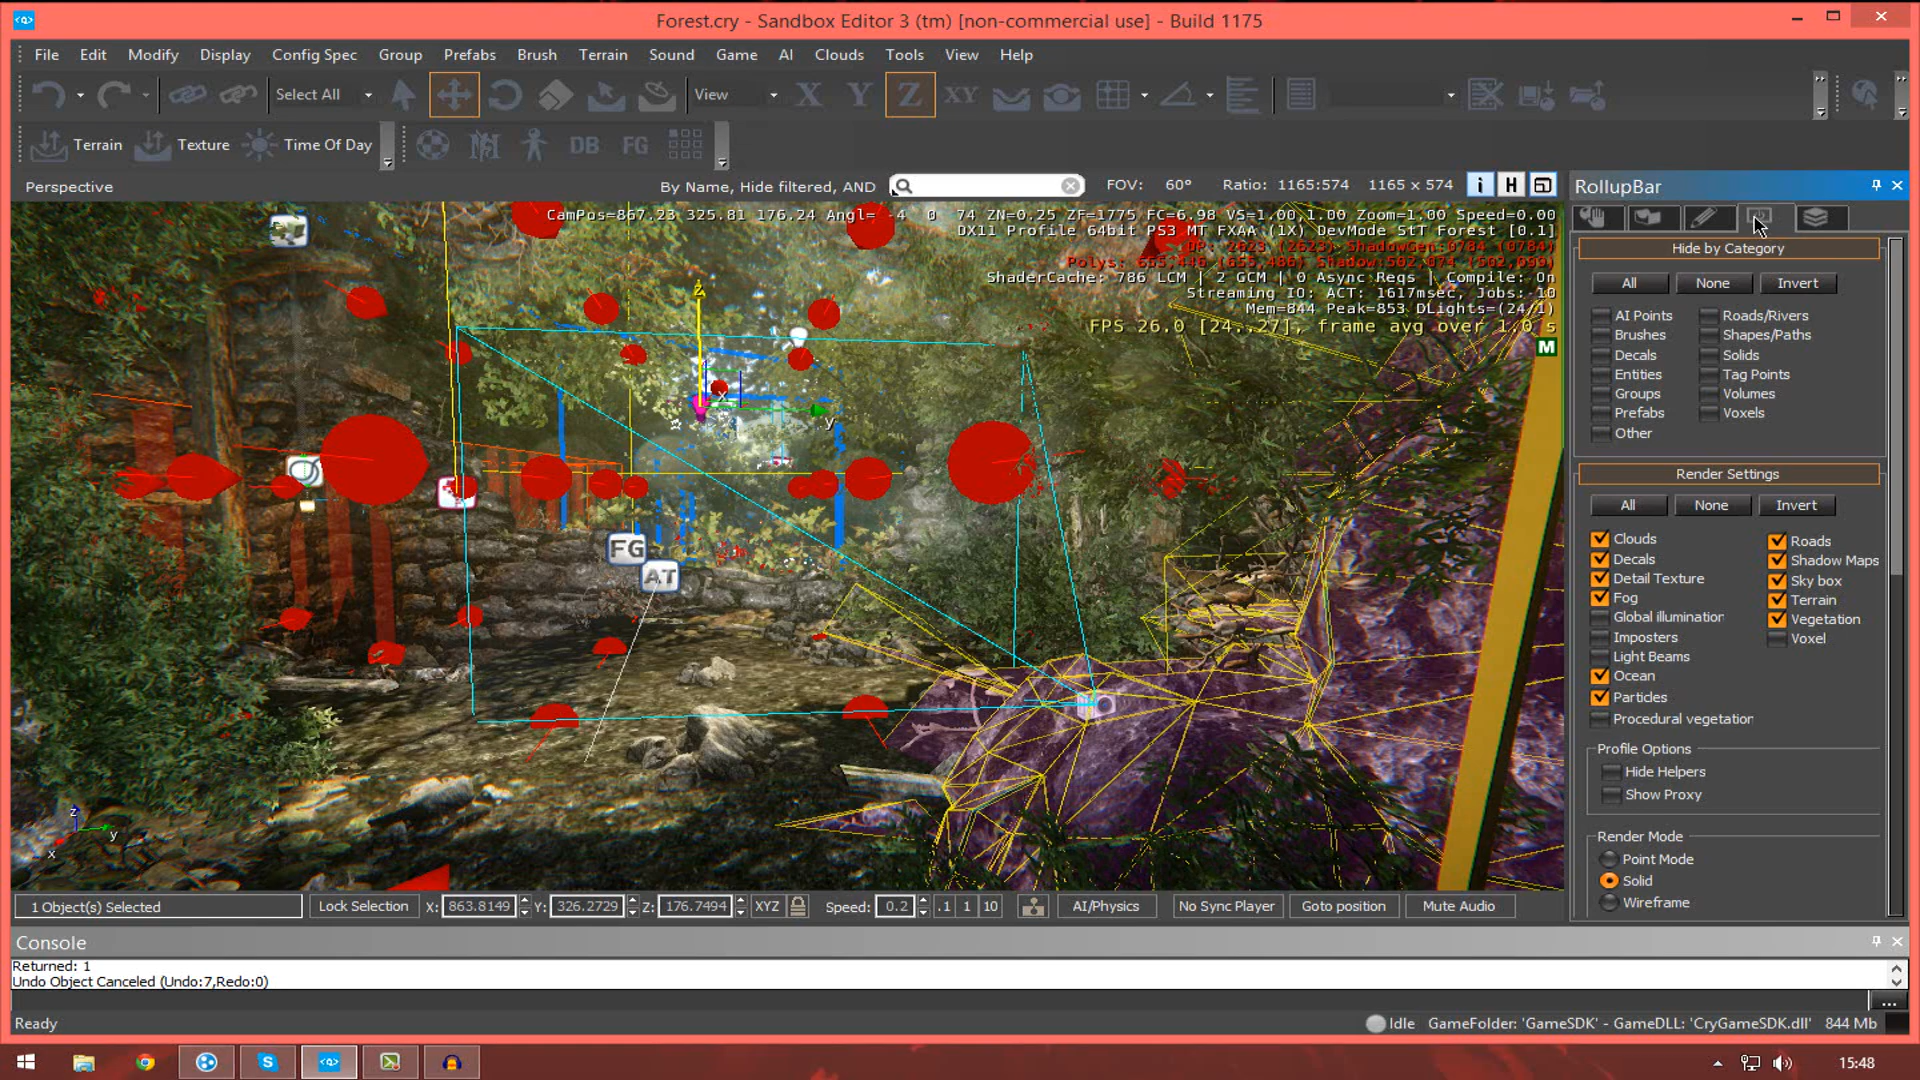 Forest.cry - Sandbox Editor 3 (tm) [non-commercial use] - Build 1175
File Edit Modify Display Config Spec Group Prefabs Brush Terrain Sound Game AI Clouds Tools View Help
Select All View X Y Z XY
Terrain Texture Time Of Day DB FG
Perspective By Name, Hide filtered, AND FOV: 60° Ratio: 1165:574 1165 x 574 i H
RollupBar
CamPos=867.23 325.81 176.24 Angl= -4 0 74 ZN=0.25 ZF=1775 FC=6.98 VS=1.00,1.00 Zoom=1.00 Speed=0.00
DX11 Profile 64bit PS3 MT FXAA (1X) DevMode StT Forest [0.1]
DP: 2623 (2623) ShadowGen:0784 (0784)
ShaderCache: 786 LCM | 2 GCM | 0 Async Reqs | Compile: On
Streaming IO: ACT: 1617msec, Jobs: 10
Mem=844 Peak=853 DLights=(24/1)
FPS 26.0 [24..27], frame avg over 1.0 s
M
z
x
y
FG
AT
z
y
x
Hide by Category
All None Invert
AI Points Roads/Rivers
Brushes Shapes/Paths
Decals Solids
Entities Tag Points
Groups Volumes
Prefabs Voxels
Other
Render Settings
All None Invert
Clouds Roads
Decals Shadow Maps
Detail Texture Sky box
Fog Terrain
Global illumination Vegetation
Imposters Voxel
Light Beams
Ocean
Particles
Procedural vegetation
Profile Options
Hide Helpers
Show Proxy
Render Mode
Point Mode
Solid
Wireframe
1 Object(s) Selected Lock Selection X: 863.8149 Y: 326.2729 Z: 176.7494 XYZ Speed: 0.2 .1 1 10 AI/Physics No Sync Player Goto position Mute Audio
Console
Returned: 1
Undo Object Canceled (Undo:7,Redo:0)
...
Ready Idle GameFolder: 'GameSDK' - GameDLL: 'CryGameSDK.dll' 844 Mb
15:48